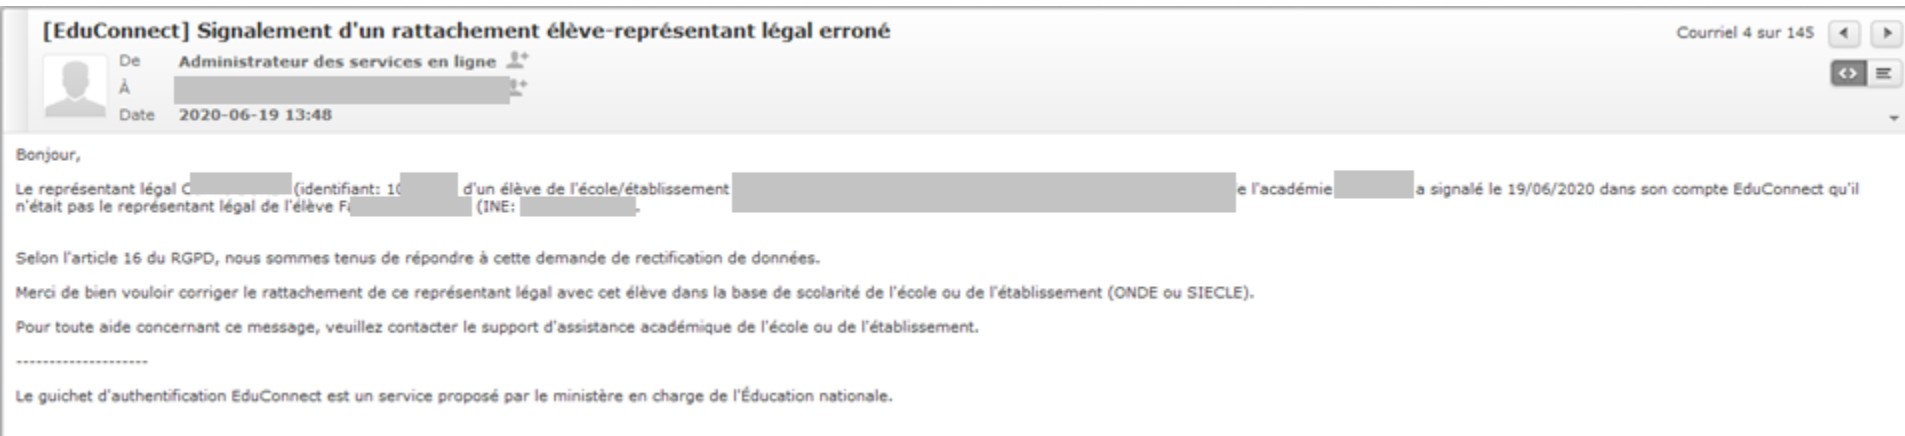 [EduConnect] Signalement d'un rattachement élève-représentant légal erroné
Courriel 4 sur 145
De Administrateur des services en ligne
À
Date 2020-06-19 13:48
Bonjour,
Le représentant légal C (identifiant: 10 d'un élève de l'école/établissement e l'académie a signalé le 19/06/2020 dans son compte EduConnect qu'il
n'était pas le représentant légal de l'élève Fa (INE:
Selon l'article 16 du RGPD, nous sommes tenus de répondre à cette demande de rectification de données.
Merci de bien vouloir corriger le rattachement de ce représentant légal avec cet élève dans la base de scolarité de l'école ou de l'établissement (ONDE ou SIECLE).
Pour toute aide concernant ce message, veuillez contacter le support d'assistance académique de l'école ou de l'établissement.
--------------------
Le guichet d'authentification EduConnect est un service proposé par le ministère en charge de l'Éducation nationale.